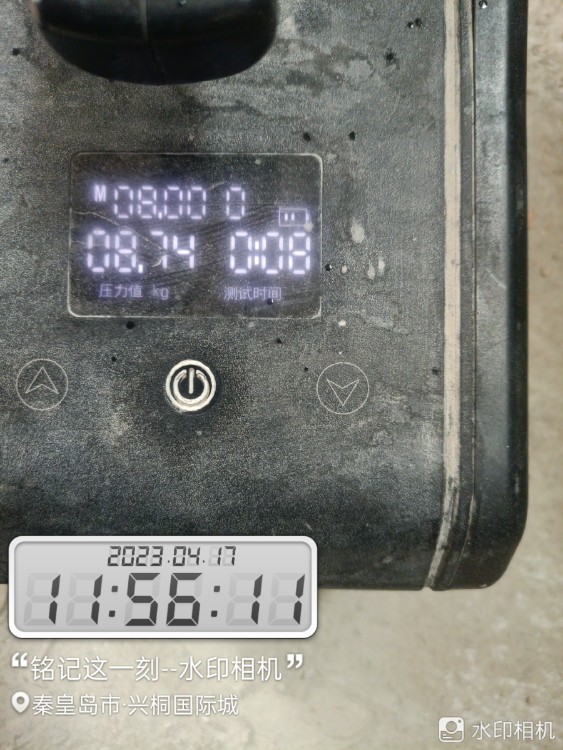 M08.00 0
08.74 0:08
压力值 kg 测试时间
2023.04.17
11:56:11
“铭记这一刻--水印相机”
秦皇岛市·兴桐国际城
水印相机